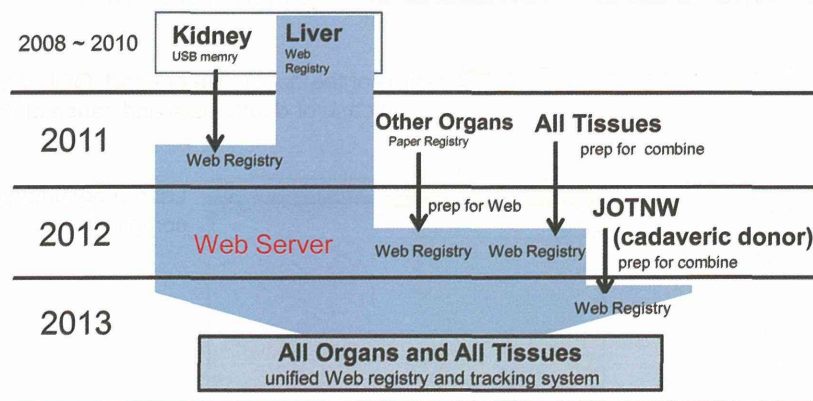 2008 ~ 2010
Kidney
USB memry
Liver
Web
Registry
2011
Web Registry
Other Organs
Paper Registry
All Tissues
prep for combine
2012
Web Server
prep for Web
Web Registry
Web Registry
JOTNW
(cadaveric donor)
prep for combine
2013
Web Registry
All Organs and All Tissues
unified Web registry and tracking system